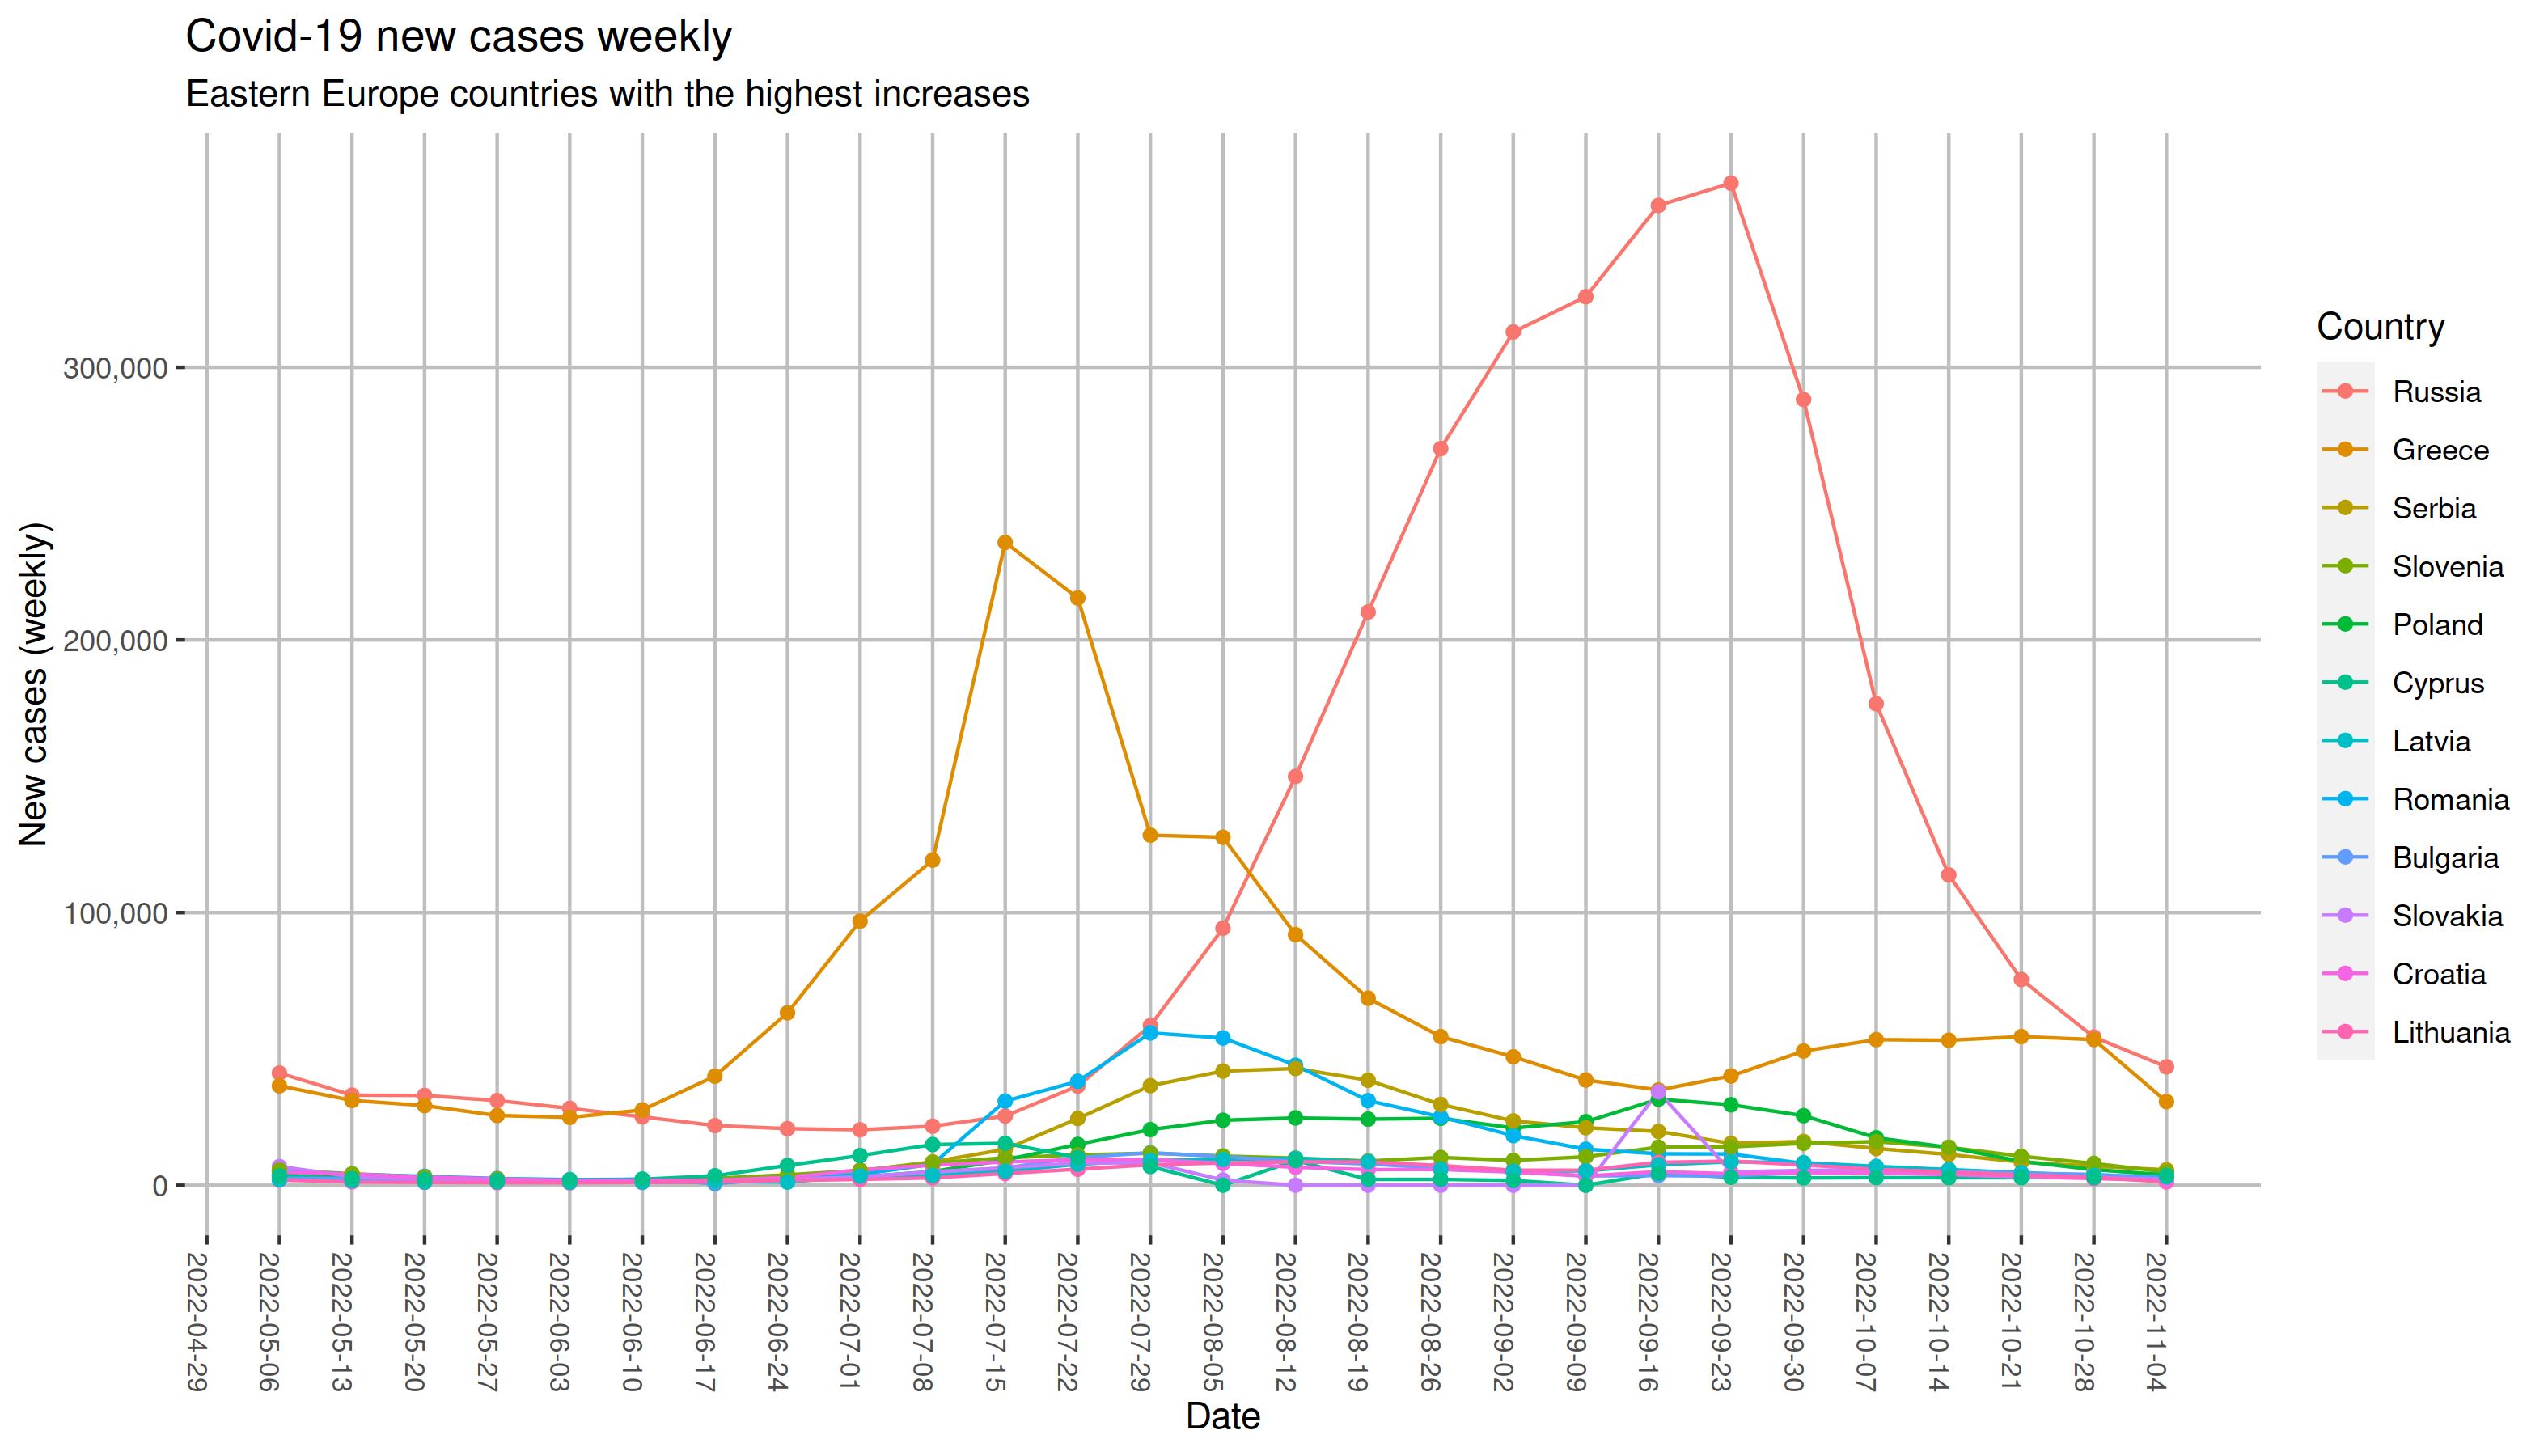 Covid-19 new cases weekly
Eastern Europe countries with the highest increases
New cases (weekly)
300,000
200,000
100,000
0
2022-04-29
2022-05-06
2022-05-13
2022-05-20
2022-05-27
2022-06-03
2022-06-10
2022-06-17
2022-06-24
2022-07-01
2022-07-08
2022-07-15
2022-07-22
2022-07-29
2022-08-05
2022-08-12
2022-08-19
2022-08-26
2022-09-02
2022-09-09
2022-09-16
2022-09-23
2022-09-30
2022-10-07
2022-10-14
2022-10-21
2022-10-28
2022-11-04
Date
Country
Russia
Greece
Serbia
Slovenia
Poland
Cyprus
Latvia
Romania
Bulgaria
Slovakia
Croatia
Lithuania